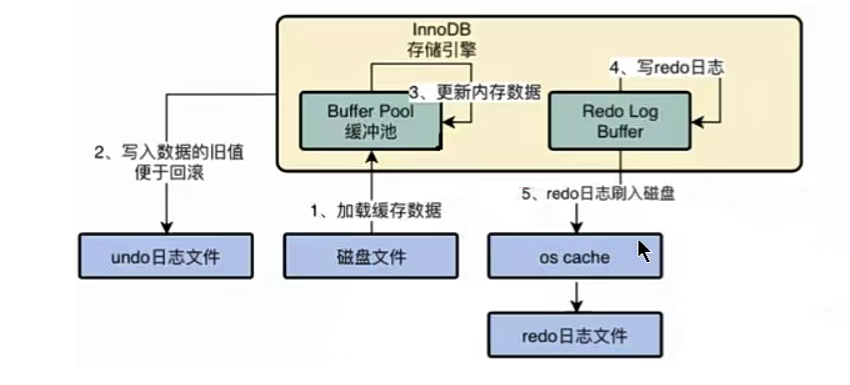 InnoDB
存储引擎
4、写redo日志
3、更新内存数据
Buffer Pool
缓冲池
Redo Log
Buffer
2、写入数据的旧值
便于回滚
5、redo日志刷入磁盘
1、加载缓存数据
undo日志文件
磁盘文件
os cache
redo日志文件